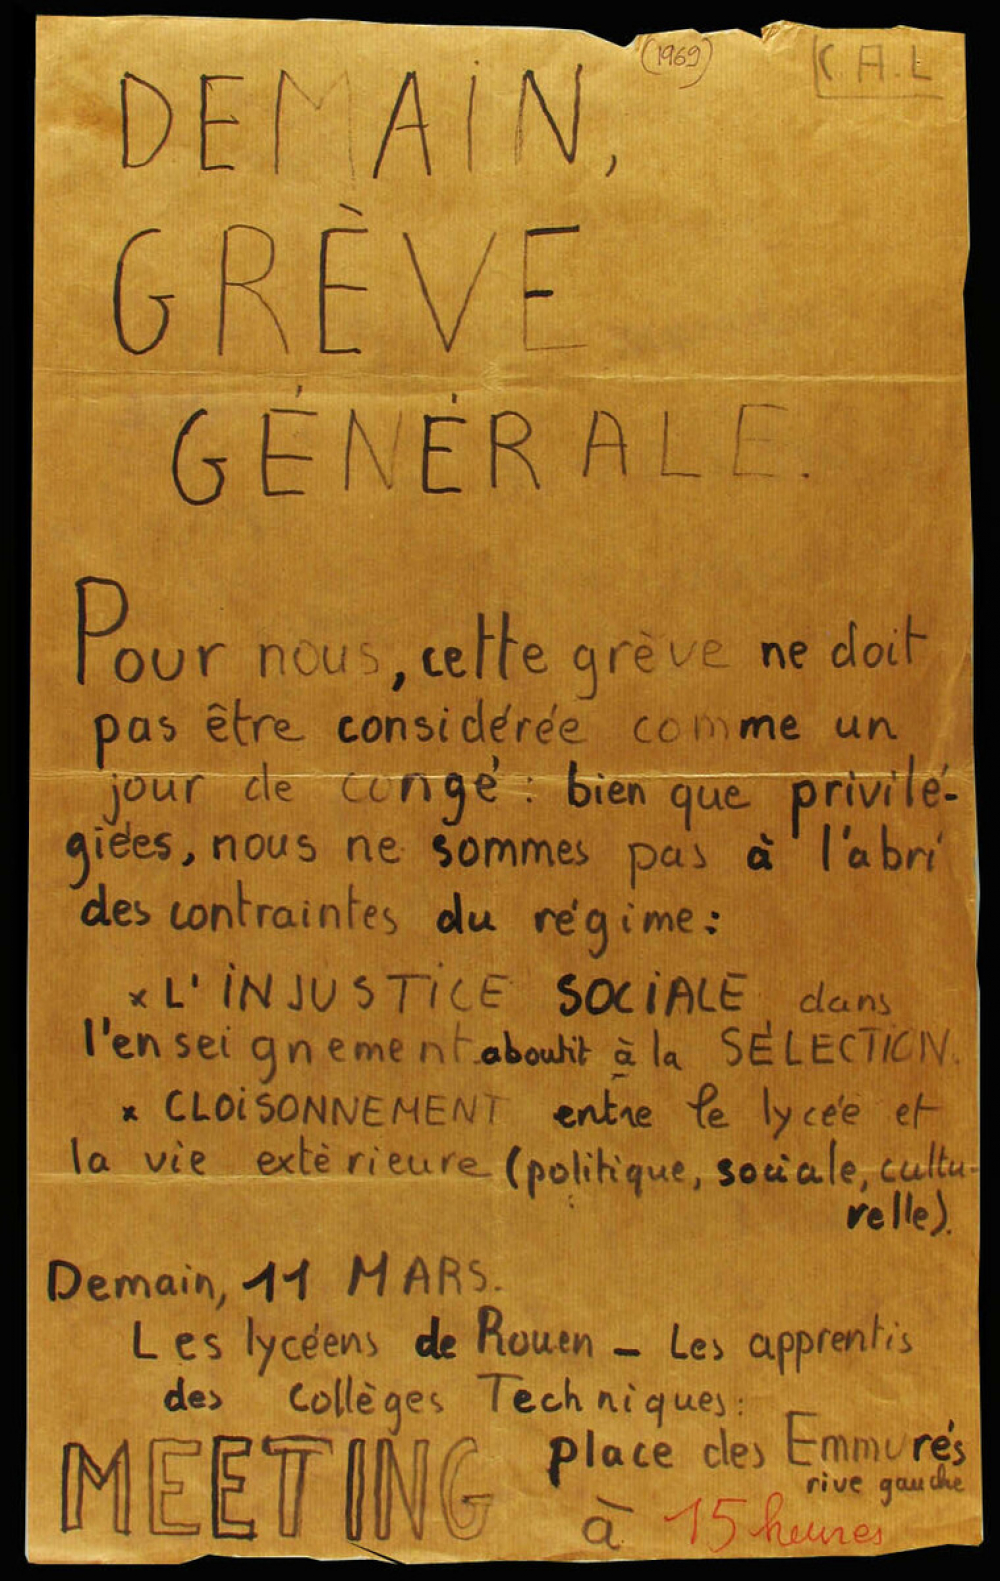 (1969)
C.A.L
DEMAIN,
GRÈVE
GÉNÉRALE.
Pour nous, cette grève ne doit
pas être considérée comme un
jour de congé : bien que privilé-
giées, nous ne sommes pas à l'abri
des contraintes du régime :
x L'INJUSTICE SOCIALE dans
l'enseignement aboutit à la SÉLECTION.
x CLOISONNEMENT entre le lycée et
la vie extérieure (politique, sociale, cultu-
relle).
Demain, 11 MARS.
Les lycéens de Rouen - Les apprentis
des Collèges Techniques :
MEETING place des Emmurés
rive gauche
à 15 heures